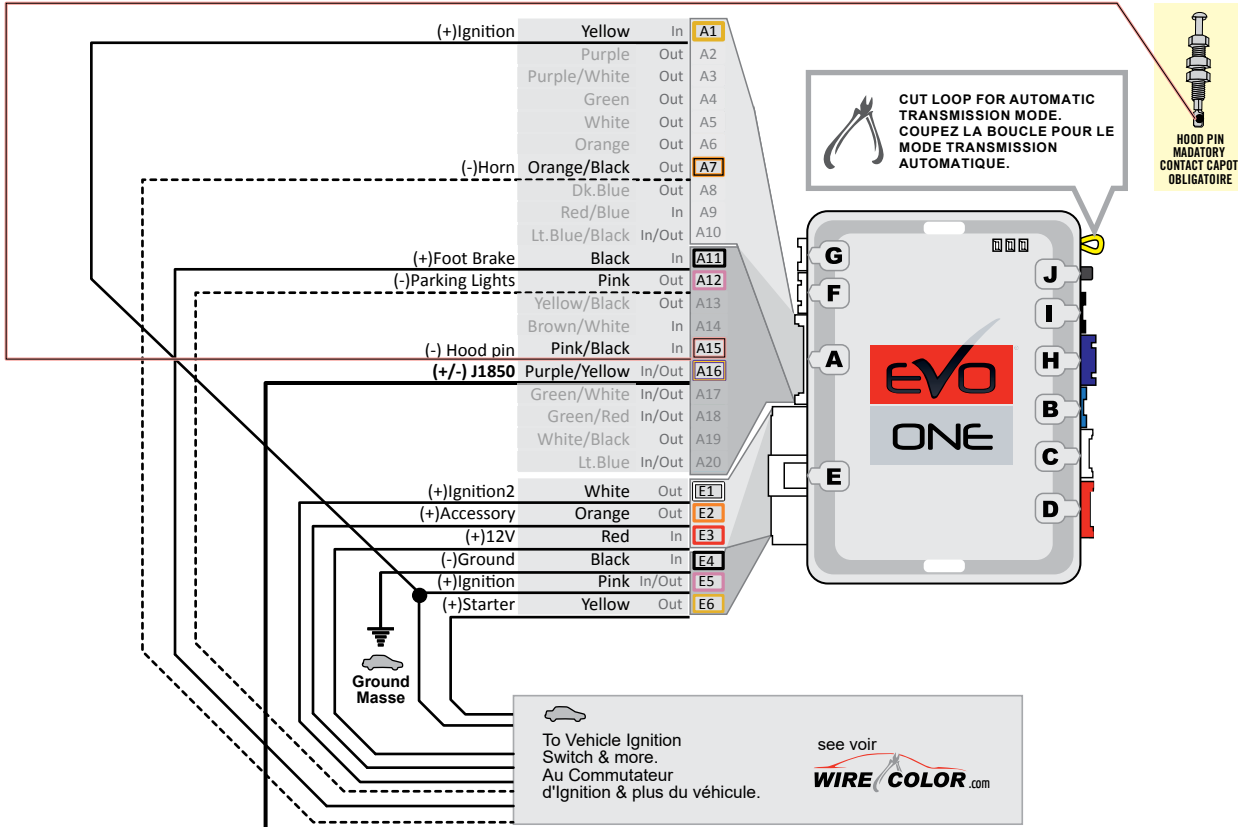 (+)Ignition Yellow In A1
Purple Out A2
Purple/White Out A3
Green Out A4
White Out A5
Orange Out A6
(-)Horn Orange/Black Out A7
Dk.Blue Out A8
Red/Blue In A9
Lt.Blue/Black In/Out A10
(+)Foot Brake Black In A11
(-)Parking Lights Pink Out A12
Yellow/Black Out A13
Brown/White In A14
(-) Hood pin Pink/Black In A15
(+/-) J1850 Purple/Yellow In/Out A16
Green/White In/Out A17
Green/Red In/Out A18
White/Black Out A19
Lt.Blue In/Out A20
(+)Ignition2 White Out E1
(+)Accessory Orange Out E2
(+)12V Red In E3
(-)Ground Black In E4
(+)Ignition Pink In/Out E5
(+)Starter Yellow Out E6
Ground
Masse
CUT LOOP FOR AUTOMATIC
TRANSMISSION MODE.
COUPEZ LA BOUCLE POUR LE
MODE TRANSMISSION
AUTOMATIQUE.
HOOD PIN
MADATORY
CONTACT CAPOT
OBLIGATOIRE
G
F
A
E
J
I
H
B
C
D
EVO
ONE
To Vehicle Ignition
Switch & more.
Au Commutateur
d'Ignition & plus du véhicule.
see voir
WIRE COLOR .com